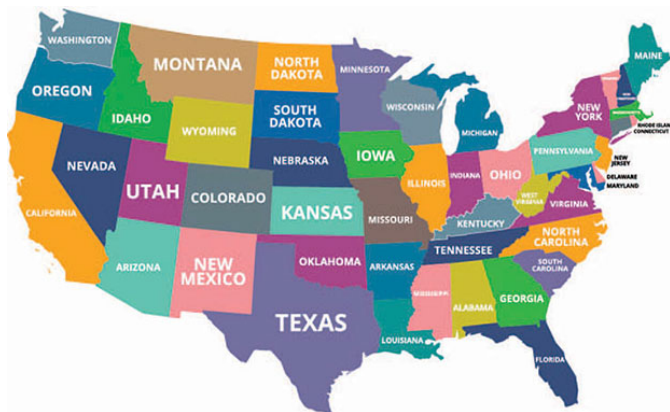 WASHINGTON
OREGON
CALIFORNIA
NEVADA
IDAHO
MONTANA
WYOMING
UTAH
COLORADO
ARIZONA
NEW
MEXICO
NORTH
DAKOTA
SOUTH
DAKOTA
NEBRASKA
KANSAS
OKLAHOMA
TEXAS
MINNESOTA
IOWA
MISSOURI
ARKANSAS
LOUISIANA
WISCONSIN
ILLINOIS
MICHIGAN
INDIANA
OHIO
KENTUCKY
TENNESSEE
MISSISSIPPI
ALABAMA
GEORGIA
FLORIDA
SOUTH
CAROLINA
NORTH
CAROLINA
VIRGINIA
WEST
VIRGINIA
PENNSYLVANIA
NEW
YORK
MAINE
RHODE ISLAN
CONNECTICUT
NEW
JERSEY
DELAWARE
MARYLAND